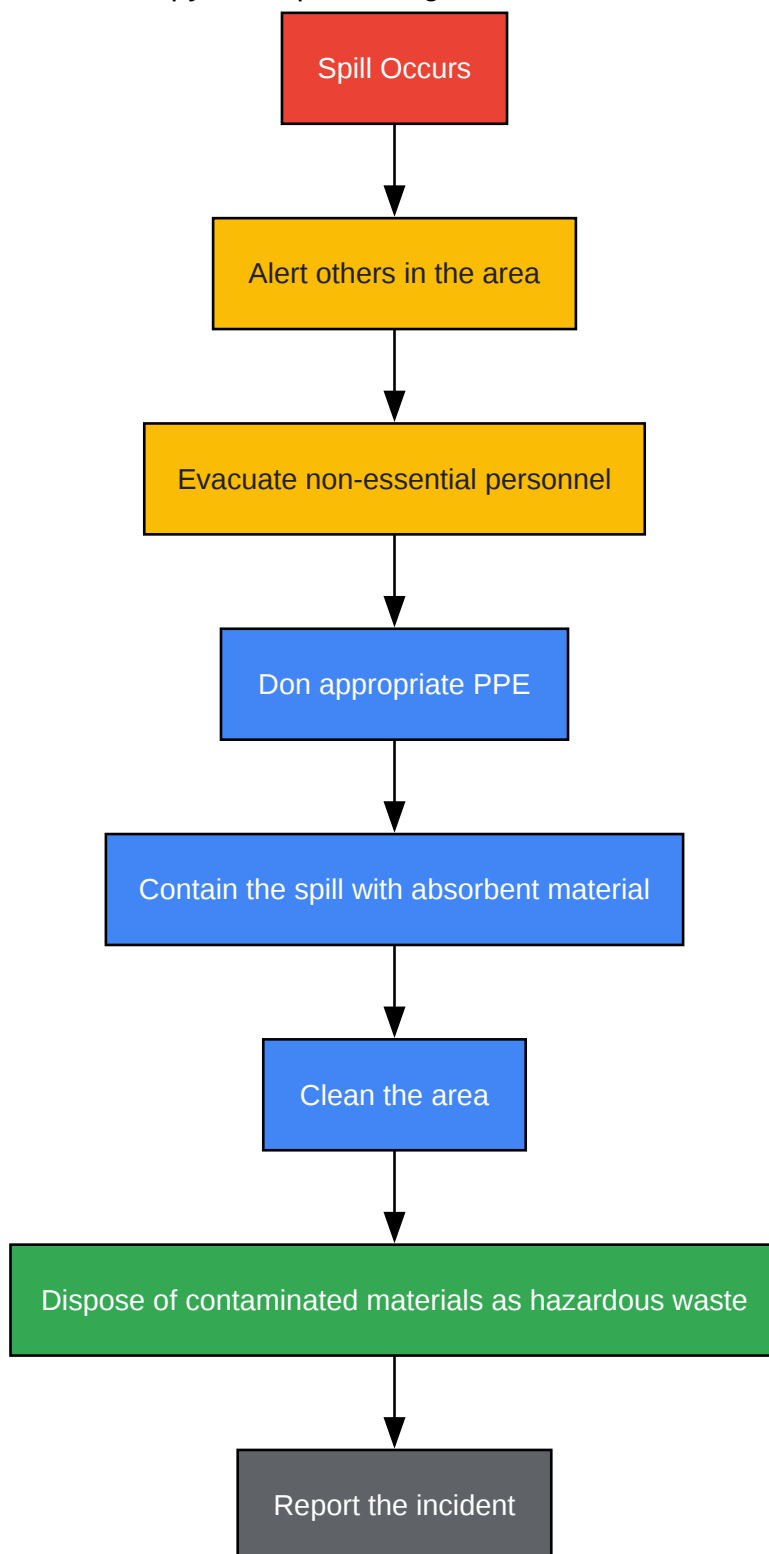 Spill Occurs
Alert others in the area
Evacuate non-essential personnel
Don appropriate PPE
Contain the spill with absorbent material
Clean the area
Dispose of contaminated materials as hazardous waste
Report the incident